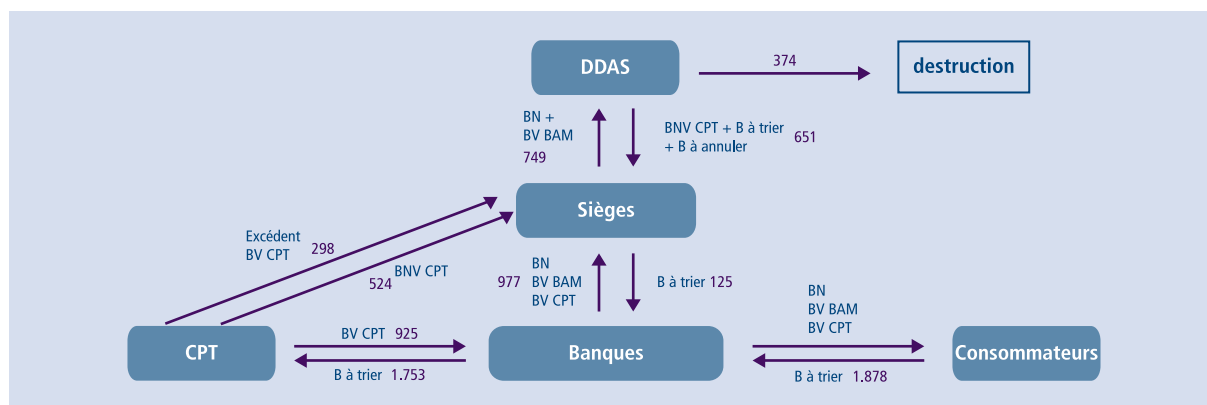 DDAS
374
destruction
BN +
BV BAM
749
BNV CPT + B à trier
+ B à annuler
651
Sièges
Excédent
BV CPT
298
524
BNV CPT
977
BN
BV BAM
BV CPT
B à trier 125
BN
BV BAM
BV CPT
CPT
BV CPT 925
B à trier 1.753
Banques
B à trier 1.878
Consommateurs